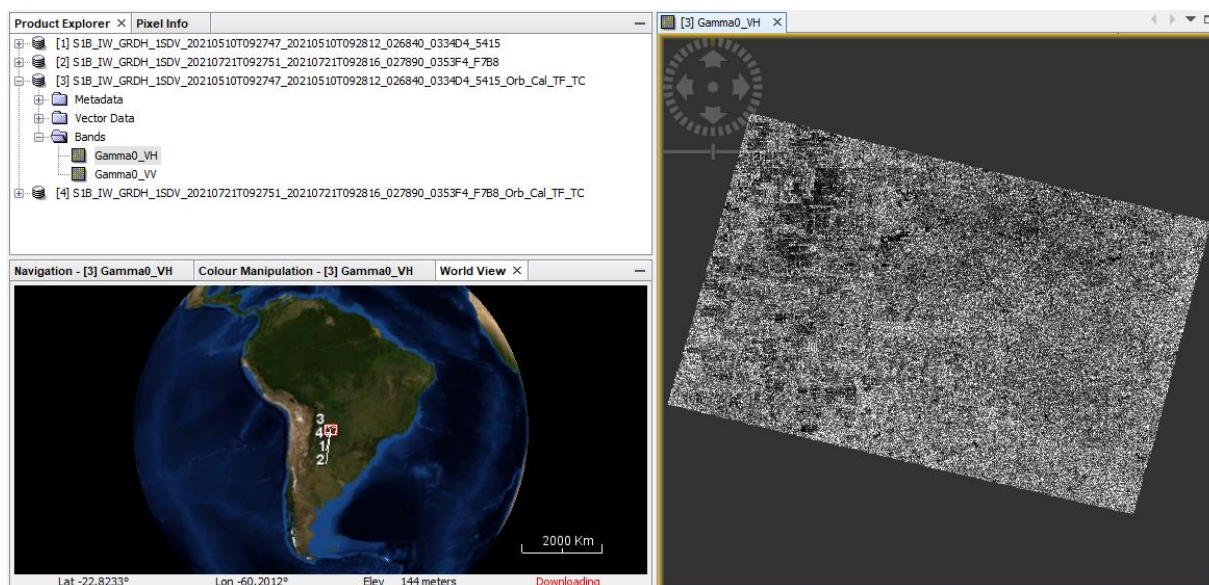 Product Explorer × Pixel Info
[1] S1B_IW_GRDH_1SDV_20210510T092747_20210510T092812_026840_0334D4_5415
[2] S1B_IW_GRDH_1SDV_20210721T092751_20210721T092816_027890_0353F4_F7B8
[3] S1B_IW_GRDH_1SDV_20210510T092747_20210510T092812_026840_0334D4_5415_Orb_Cal_TF_TC
Metadata
Vector Data
Bands
Gamma0_VH
Gamma0_VV
[4] S1B_IW_GRDH_1SDV_20210721T092751_20210721T092816_027890_0353F4_F7B8_Orb_Cal_TF_TC
Navigation - [3] Gamma0_VH Colour Manipulation - [3] Gamma0_VH World View ×
3
4
1
2
2000 Km
Lat -22.8233° Lon -60.2012° Elev 144 meters Downloading
[3] Gamma0_VH ×